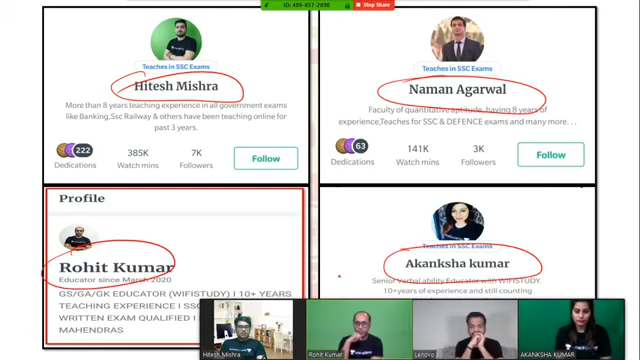 ID: 489-857-2890 Stop Share
Teaches in SSC Exams
Hitesh Mishra
More than 8 years teaching experience in all government exams
like Banking,Ssc Railway & others have been teaching online for
past 3 years.
222
Dedications
385K
Watch mins
7K
Followers
Follow
Teaches in SSC Exams
Naman Agarwal
Faculty of quantitative aptitude, having 8 years of
experience,Teaches for SSC & DEFENCE exams and many more...
63
Dedications
141K
Watch mins
3K
Followers
Follow
Profile
Rohit Kumar
Educator since March 2020
GS/GA/GK EDUCATOR (WIFISTUDY) I 10+ YEARS
TEACHING EXPERIENCE I SSC
WRITTEN EXAM QUALIFIED I
MAHENDRAS
Teaches in SSC Exams
Akanksha kumar
Senior Verbal ability Educator with WIFISTUDY.
10+years of experience and still counting
Hitesh Mishra
Rohit Kumar
Lenovo
AKANKSHA KUMAR